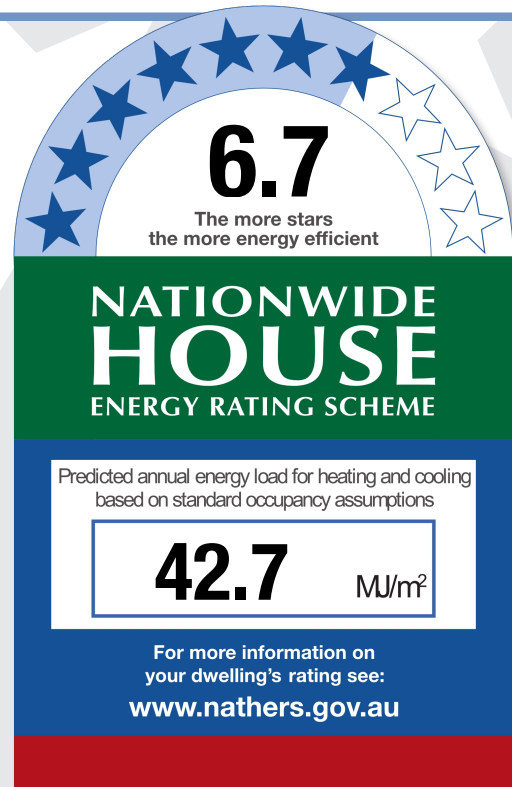 6.7
The more stars
the more energy efficient
NATIONWIDE
HOUSE
ENERGY RATING SCHEME
Predicted annual energy load for heating and cooling
based on standard occupancy assumptions
42.7 MJ/m²
For more information on
your dwelling's rating see:
www.nathers.gov.au